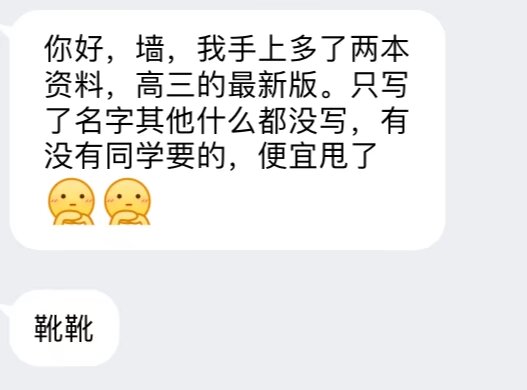 你好，墙，我手上多了两本
资料，高三的最新版。只写
了名字其他什么都没写，有
没有同学要的，便宜甩了
靴靴